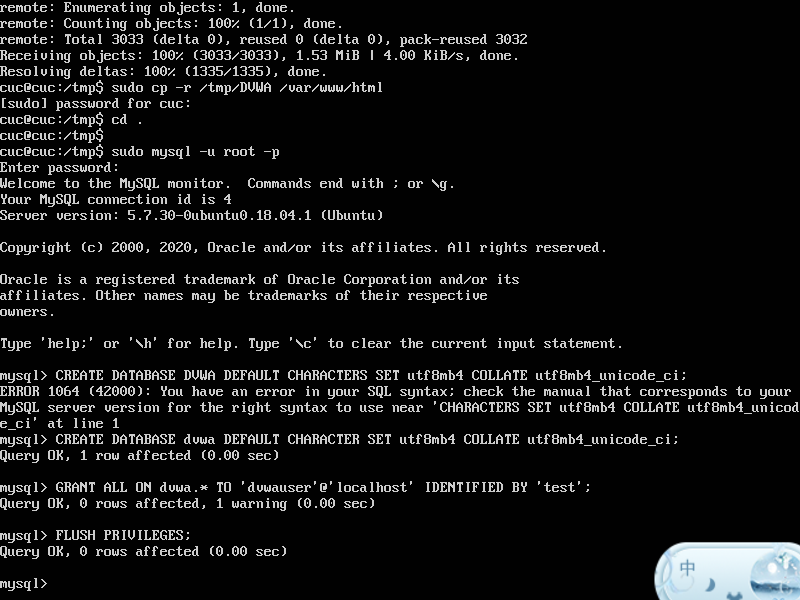 remote: Enumerating objects: 1, done.
remote: Counting objects: 100% (1/1), done.
remote: Total 3033 (delta 0), reused 0 (delta 0), pack-reused 3032
Receiving objects: 100% (3033/3033), 1.53 MiB | 4.00 KiB/s, done.
Resolving deltas: 100% (1335/1335), done.
cuc@cuc:/tmp$ sudo cp -r /tmp/DVWA /var/www/html
[sudo] password for cuc:
cuc@cuc:/tmp$ cd .
cuc@cuc:/tmp$
cuc@cuc:/tmp$ sudo mysql -u root -p
Enter password:
Welcome to the MySQL monitor.  Commands end with ; or \g.
Your MySQL connection id is 4
Server version: 5.7.30-0ubuntu0.18.04.1 (Ubuntu)
Copyright (c) 2000, 2020, Oracle and/or its affiliates. All rights reserved.
Oracle is a registered trademark of Oracle Corporation and/or its
affiliates. Other names may be trademarks of their respective
owners.
Type 'help;' or '\h' for help. Type '\c' to clear the current input statement.
mysql> CREATE DATABASE DVWA DEFAULT CHARACTERS SET utf8mb4 COLLATE utf8mb4_unicode_ci;
ERROR 1064 (42000): You have an error in your SQL syntax; check the manual that corresponds to your
MySQL server version for the right syntax to use near 'CHARACTERS SET utf8mb4 COLLATE utf8mb4_unicod
e_ci' at line 1
mysql> CREATE DATABASE dvwa DEFAULT CHARACTER SET utf8mb4 COLLATE utf8mb4_unicode_ci;
Query OK, 1 row affected (0.00 sec)
mysql> GRANT ALL ON dvwa.* TO 'dvwauser'@'localhost' IDENTIFIED BY 'test';
Query OK, 0 rows affected, 1 warning (0.00 sec)
mysql> FLUSH PRIVILEGES;
Query OK, 0 rows affected (0.00 sec)
mysql>
中